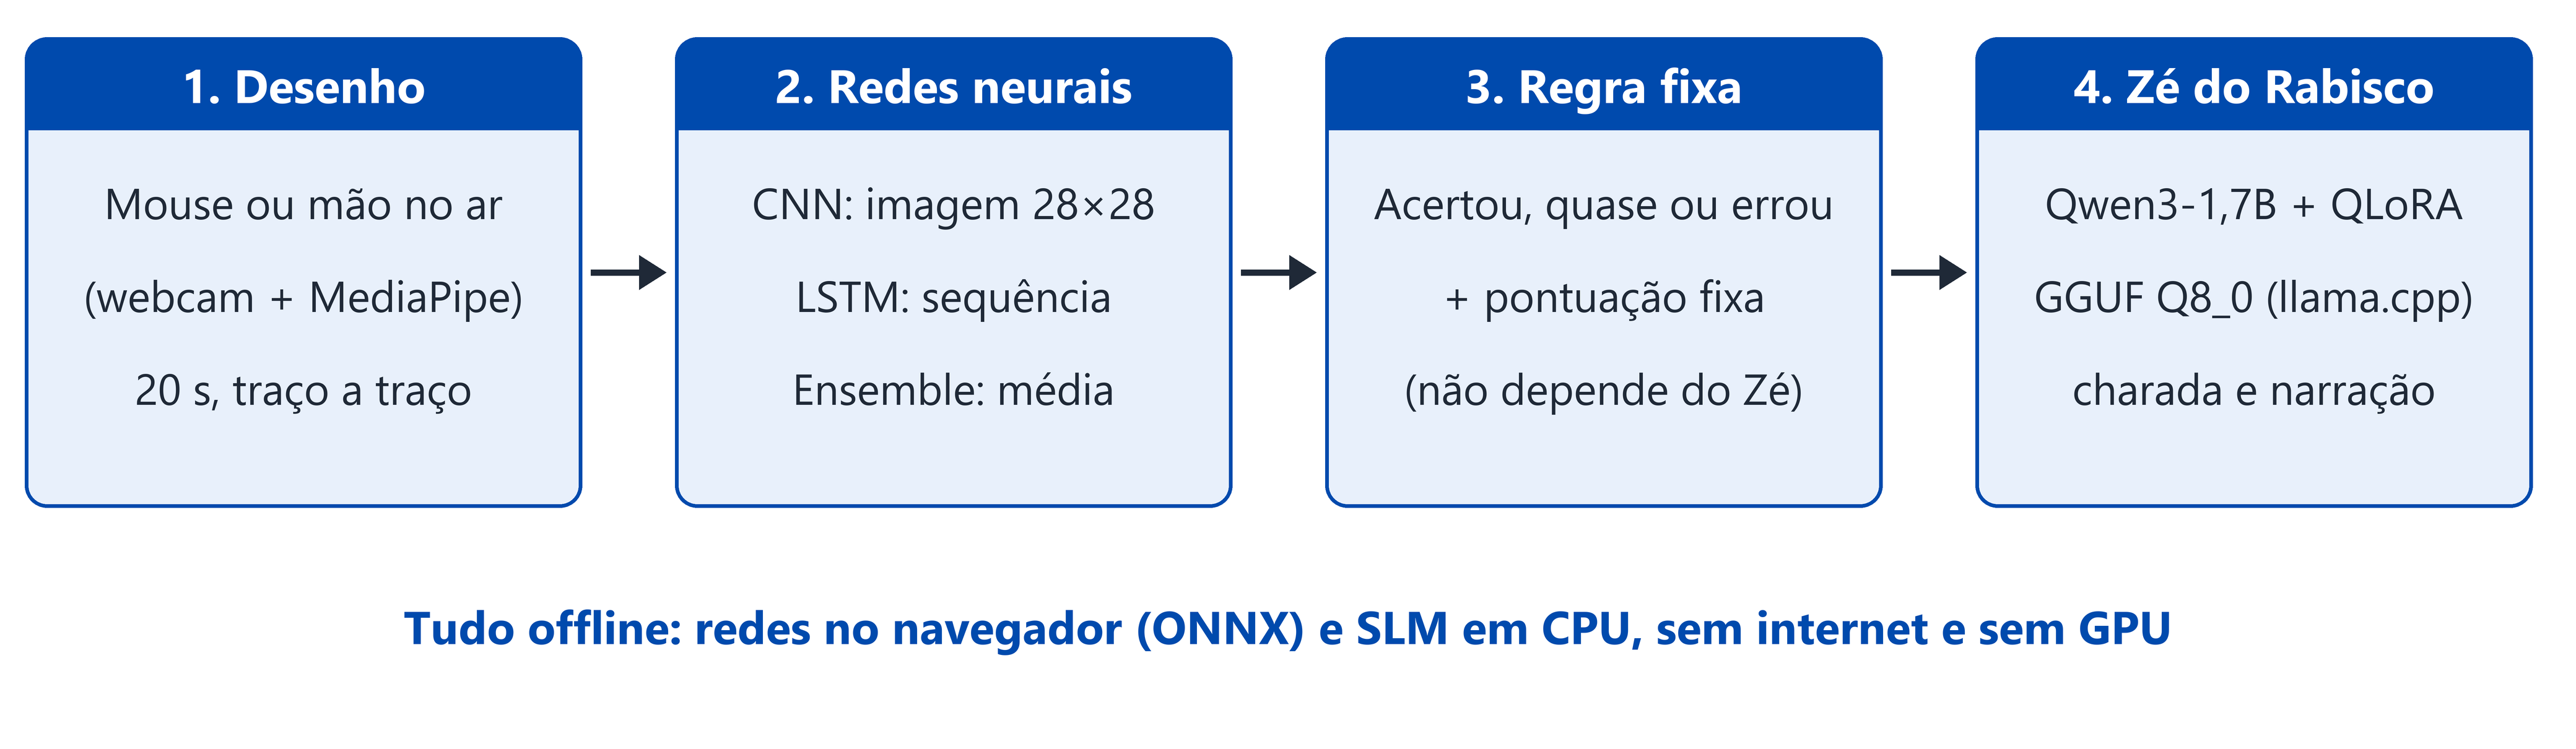 1. Desenho
Mouse ou mão no ar
(webcam + MediaPipe)
20 s, traço a traço
2. Redes neurais
CNN: imagem 28×28
LSTM: sequência
Ensemble: média
3. Regra fixa
Acertou, quase ou errou
+ pontuação fixa
(não depende do Zé)
4. Zé do Rabisco
Qwen3-1,7B + QLoRA
GGUF Q8_0 (llama.cpp)
charada e narração
Tudo offline: redes no navegador (ONNX) e SLM em CPU, sem internet e sem GPU